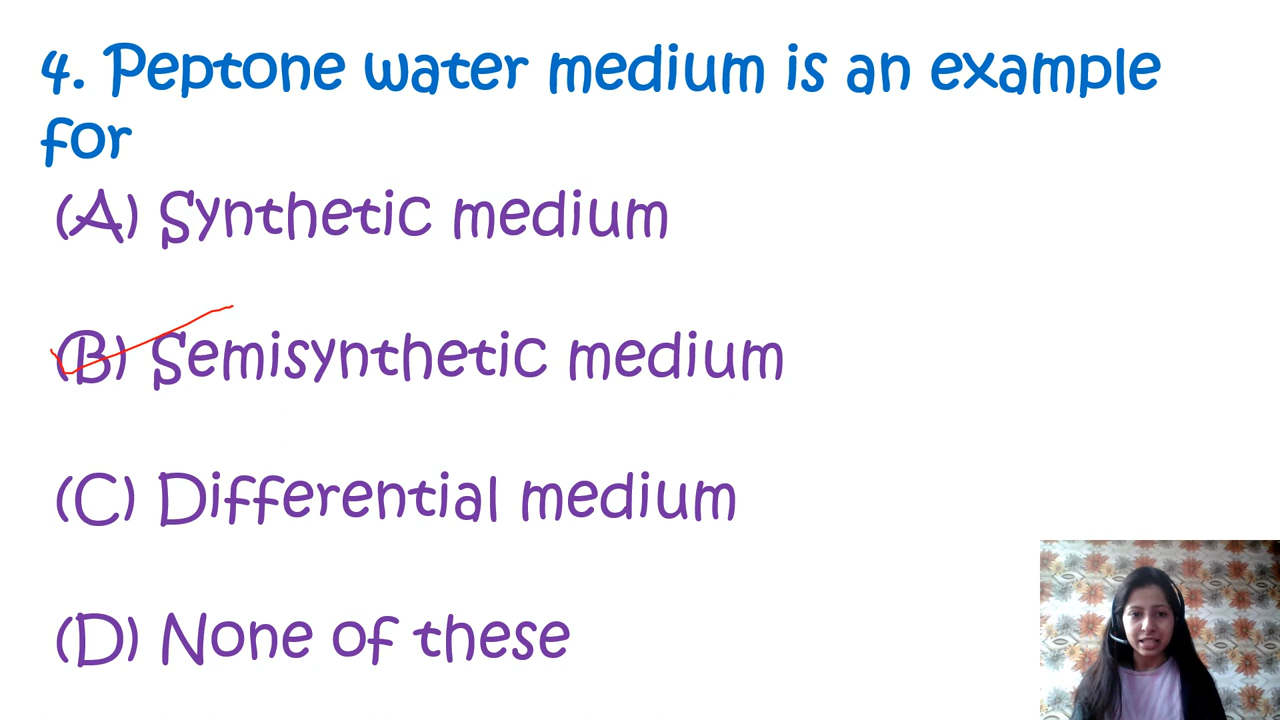 4. Peptone water medium is an example
for
(A) Synthetic medium
(B) Semisynthetic medium
(C) Differential medium
(D) None of these